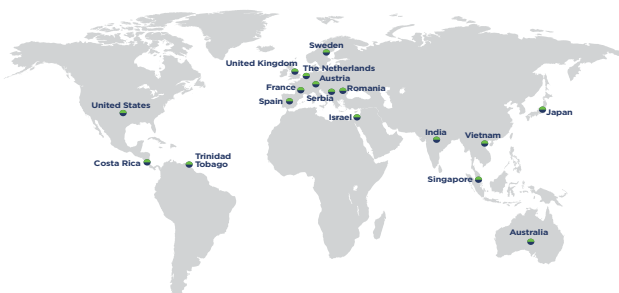 Sweden
United Kingdom
The Netherlands
Austria
France
Romania
Serbia
Spain
United States
Israel
Japan
India
Vietnam
Costa Rica
Trinidad
Tobago
Singapore
Australia